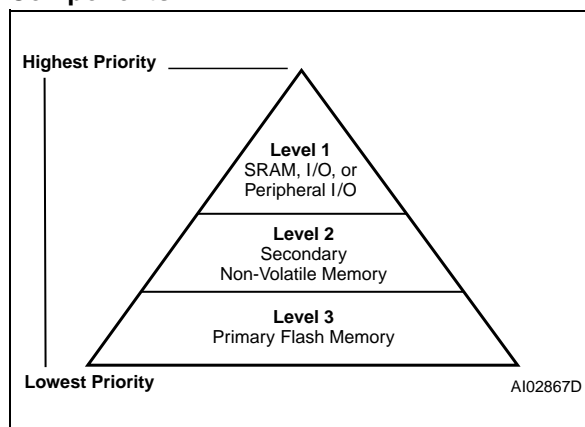 Highest Priority
Level 1
SRAM, I/O, or
Peripheral I/O
Level 2
Secondary
Non-Volatile Memory
Level 3
Primary Flash Memory
Lowest Priority
AI02867D